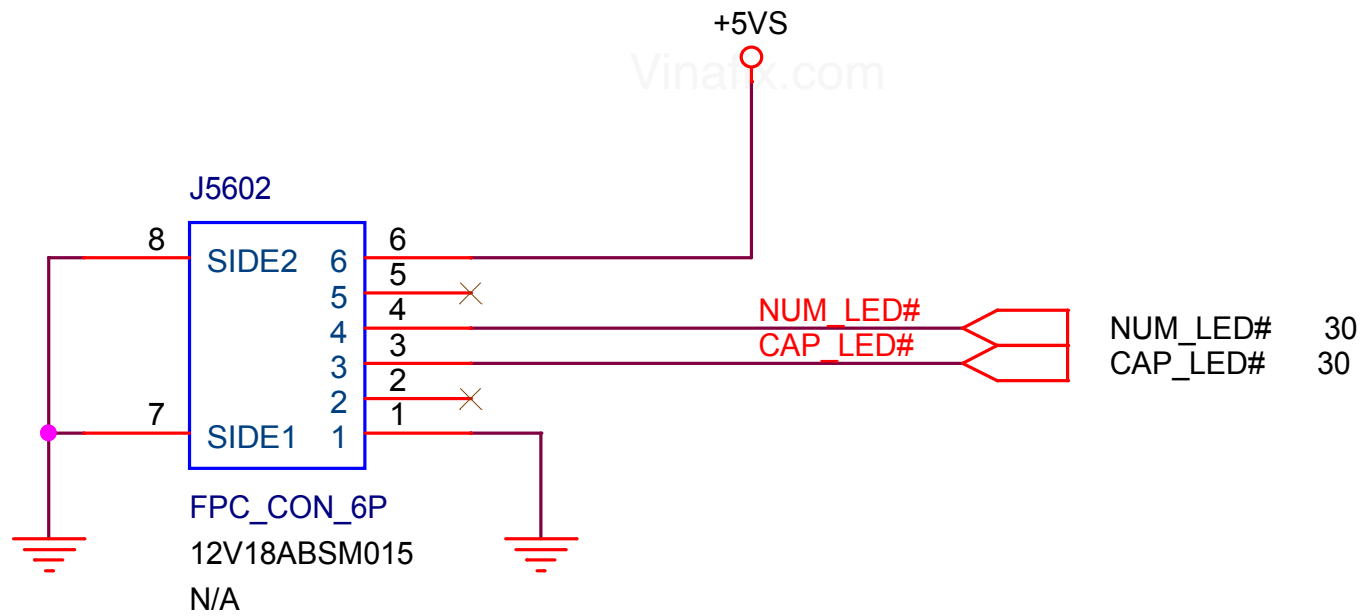 +5VS
Vinafix.com
J5602
8 SIDE2 6 6
5 5
4 4 NUM_LED# NUM_LED# 30
3 3 CAP_LED# CAP_LED# 30
2 2
7 SIDE1 1 1
FPC_CON_6P
12V18ABSM015
N/A